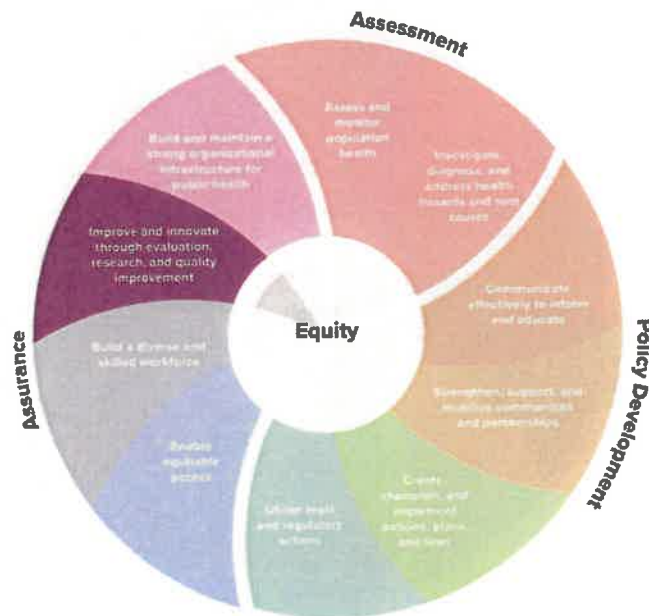 Assessment
Assess and
monitor
population
health
Investigate,
diagnose, and
address health
hazards and root
causes
Communicate
effectively to inform
and educate
Policy Development
Strengthen, support, and
mobilize communities
and partnerships
Create,
champion, and
implement
policies, plans,
and laws
Utilize legal
and regulatory
actions
Assurance
Enable
equitable
access
Build a diverse and
skilled workforce
Improve and innovate
through evaluation,
research, and quality
improvement
Build and maintain a
strong organizational
infrastructure for
public health
Equity